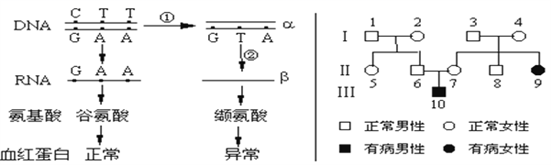 DNA
C T T
G A A
①
G T A
α
②
RNA
G A A
β
氨基酸 谷氨酸 缬氨酸
血红蛋白 正常 异常
Ⅰ
1 2 3 4
Ⅱ
5 6 7 8 9
Ⅲ
10
正常男性 正常女性
有病男性 有病女性